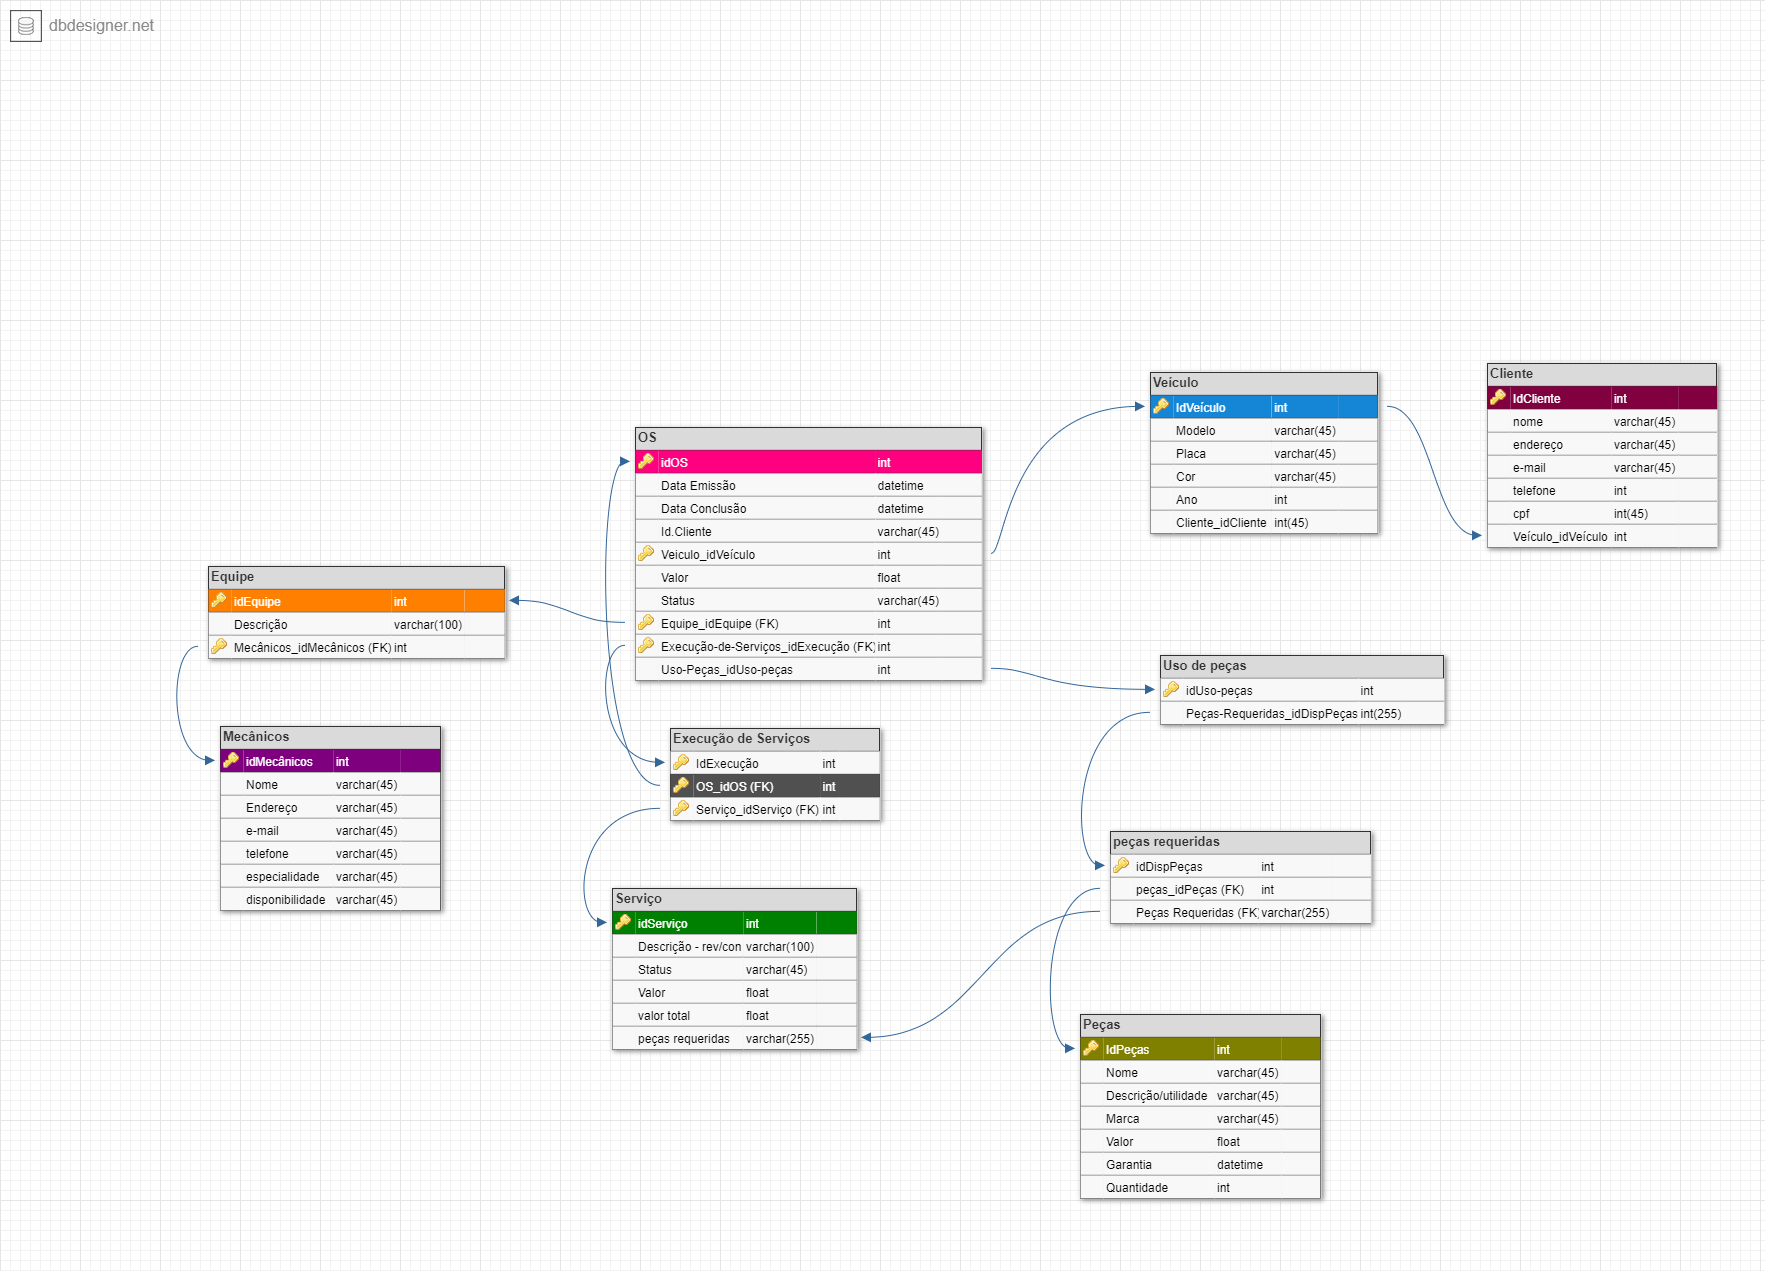 dbdesigner.net
Cliente
IdCliente int
nome varchar(45)
endereço varchar(45)
e-mail varchar(45)
telefone int
cpf int(45)
Veículo_idVeículo int
Veículo
IdVeículo int
Modelo varchar(45)
Placa varchar(45)
Cor varchar(45)
Ano int
Cliente_idCliente int(45)
OS
idOS int
Data Emissão datetime
Data Conclusão datetime
Id.Cliente varchar(45)
Veiculo_idVeículo int
Valor float
Status varchar(45)
Equipe_idEquipe (FK) int
Execução-de-Serviços_idExecução (FK) int
Uso-Peças_idUso-peças int
Equipe
idEquipe int
Descrição varchar(100)
Mecânicos_idMecânicos (FK) int
Uso de peças
idUso-peças int
Peças-Requeridas_idDispPeças int(255)
Mecânicos
idMecânicos int
Nome varchar(45)
Endereço varchar(45)
e-mail varchar(45)
telefone varchar(45)
especialidade varchar(45)
disponibilidade varchar(45)
Execução de Serviços
IdExecução int
OS_idOS (FK) int
Serviço_idServiço (FK) int
peças requeridas
idDispPeças int
peças_idPeças (FK) int
Peças Requeridas (FK varchar(255)
Serviço
idServiço int
Descrição - rev/con varchar(100)
Status varchar(45)
Valor float
valor total float
peças requeridas varchar(255)
Peças
IdPeças int
Nome varchar(45)
Descrição/utilidade varchar(45)
Marca varchar(45)
Valor float
Garantia datetime
Quantidade int